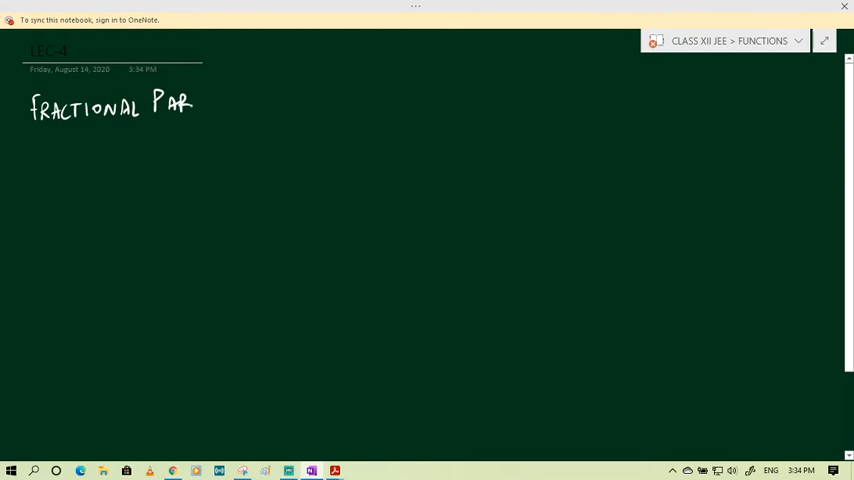 ...
To sync this notebook, sign in to OneNote.
LEC-4
CLASS XII JEE > FUNCTIONS
Friday, August 14, 2020 3:34 PM
FRACTIONAL PAR
ENG 3:34 PM